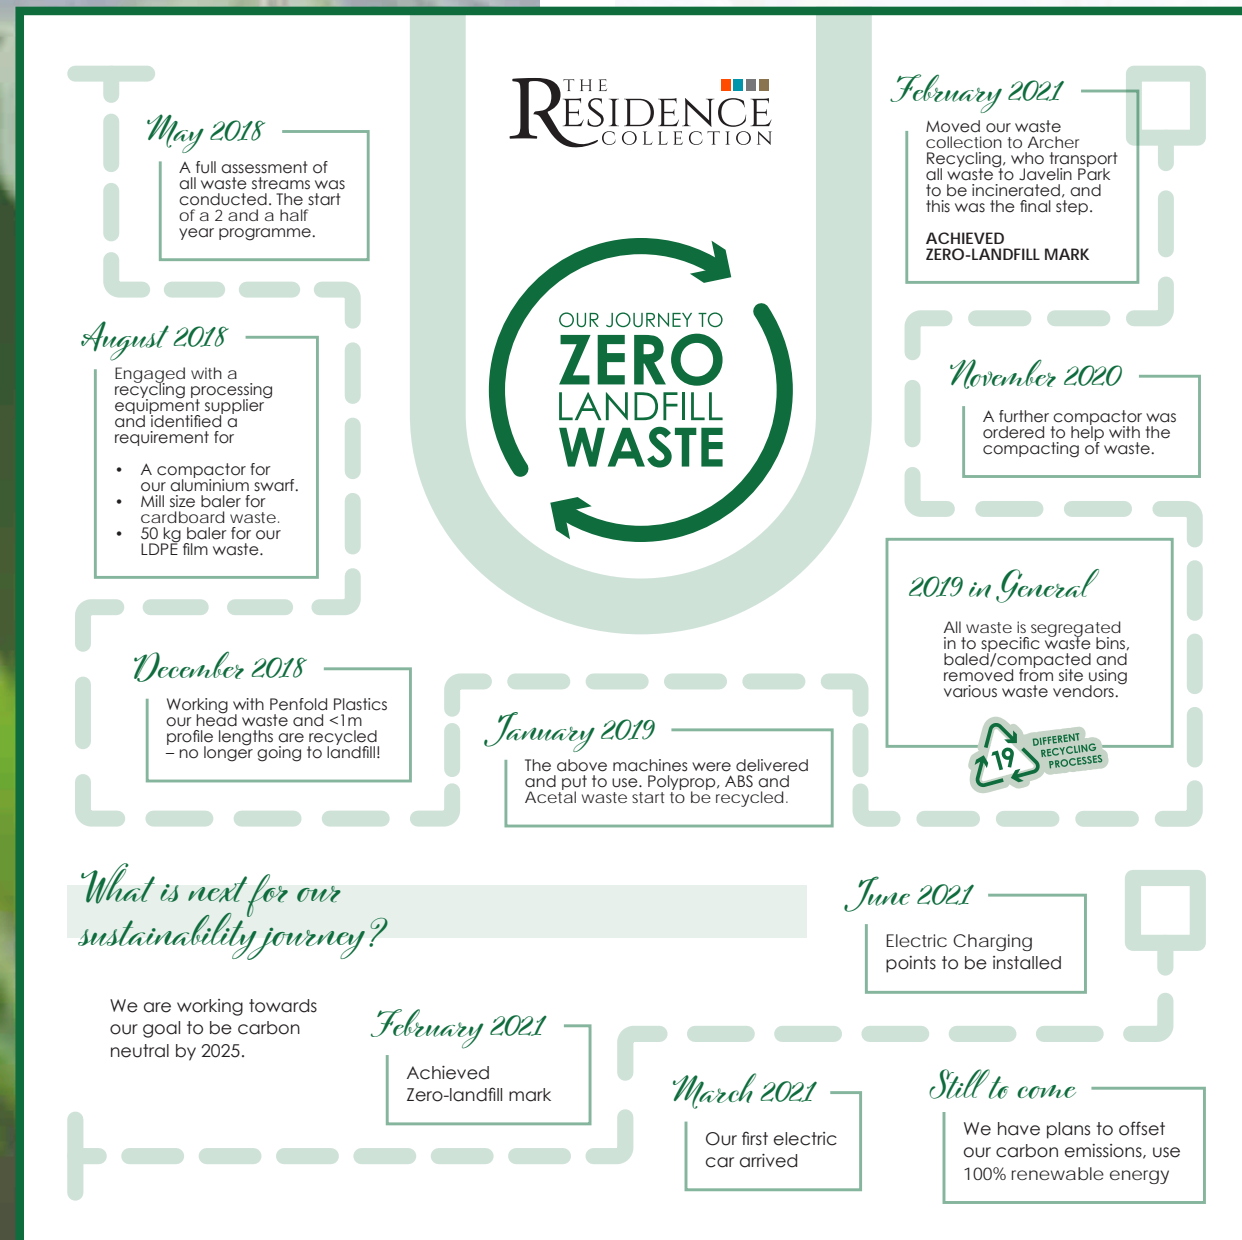 THE
RESIDENCE
COLLECTION
OUR JOURNEY TO
ZERO
LANDFILL
WASTE
May 2018
A full assessment of
all waste streams was
conducted. The start
of a 2 and a half
year programme.
August 2018
Engaged with a
recycling processing
equipment supplier
and identified a
requirement for
• A compactor for
our aluminium swarf.
• Mill size baler for
cardboard waste.
• 50 kg baler for our
LDPE film waste.
December 2018
Working with Penfold Plastics
our head waste and <1m
profile lengths are recycled
– no longer going to landfill!
January 2019
The above machines were delivered
and put to use. Polyprop, ABS and
Acetal waste start to be recycled.
2019 in General
All waste is segregated
in to specific waste bins,
baled/compacted and
removed from site using
various waste vendors.
19
DIFFERENT
RECYCLING
PROCESSES
November 2020
A further compactor was
ordered to help with the
compacting of waste.
February 2021
Moved our waste
collection to Archer
Recycling, who transport
all waste to Javelin Park
to be incinerated, and
this was the final step.
ACHIEVED
ZERO-LANDFILL MARK
What is next for our
sustainability journey?
We are working towards
our goal to be carbon
neutral by 2025.
February 2021
Achieved
Zero-landfill mark
March 2021
Our first electric
car arrived
June 2021
Electric Charging
points to be installed
Still to come
We have plans to offset
our carbon emissions, use
100% renewable energy